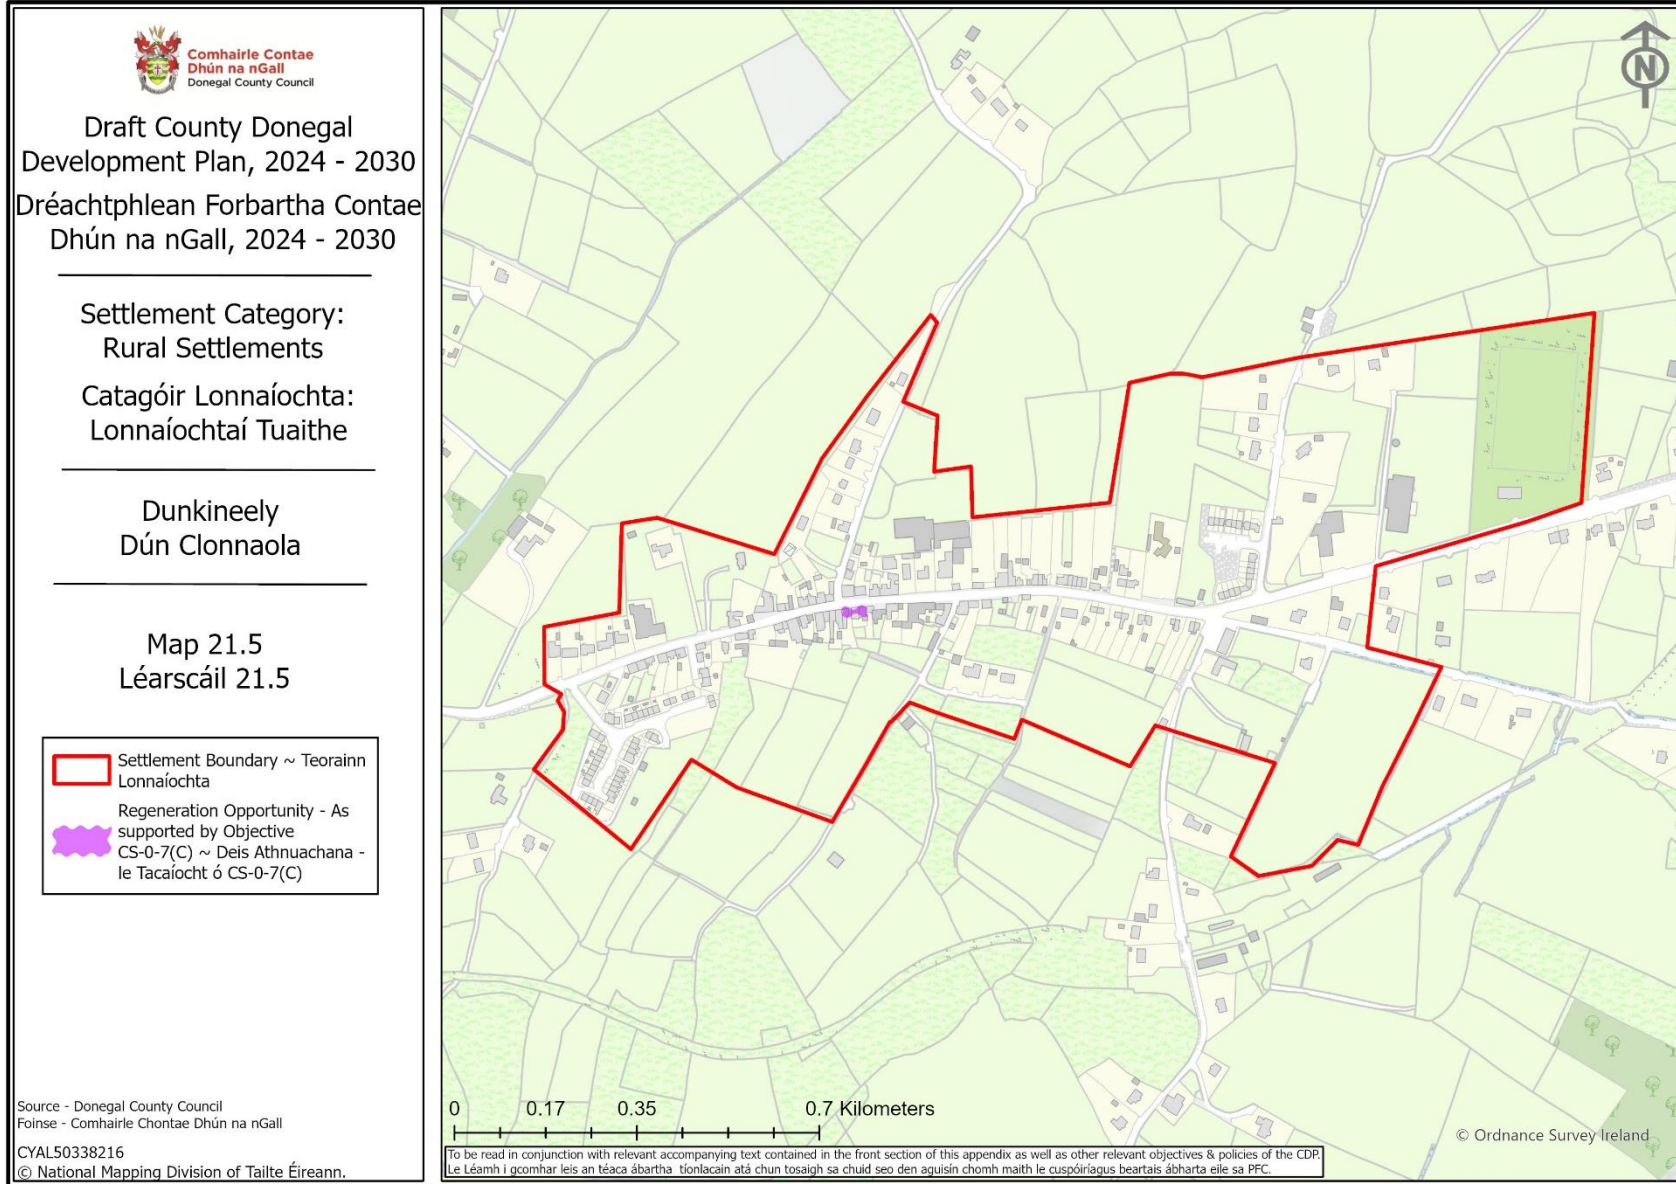 Comhairle Contae
Dhún na nGall
Donegal County Council
Draft County Donegal
Development Plan, 2024 - 2030
Dréachtphlean Forbartha Contae
Dhún na nGall, 2024 - 2030
Settlement Category:
Rural Settlements
Catagóir Lonnaíochta:
Lonnaíochtaí Tuaithe
Dunkineely
Dún Clonnaola
Map 21.5
Léarscáil 21.5
Settlement Boundary ~ Teorainn
Lonnaíochta
Regeneration Opportunity - As
supported by Objective
CS-0-7(C) ~ Deis Athnuachana -
le Tacaíocht ó CS-0-7(C)
Source - Donegal County Council
Foinse - Comhairle Chontae Dhún na nGall
CYAL50338216
© National Mapping Division of Tailte Éireann.
N
0 0.17 0.35 0.7 Kilometers
© Ordnance Survey Ireland
To be read in conjunction with relevant accompanying text contained in the front section of this appendix as well as other relevant objectives & policies of the CDP.
Le Léamh i gcomhar leis an téaca ábartha tíonlacain atá chun tosaigh sa chuid seo den aguisín chomh maith le cuspóiríagus beartais ábharta eile sa PFC.